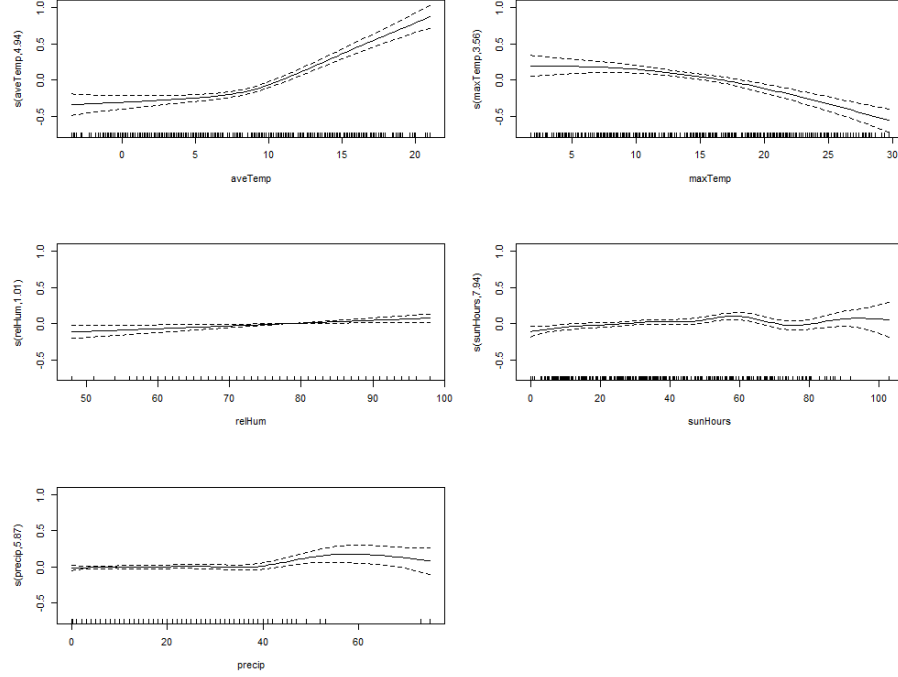 s(aveTemp,4.94)
-0.5 0.0 0.5 1.0
0 5 10 15 20
aveTemp
s(maxTemp,3.56)
-0.5 0.0 0.5 1.0
5 10 15 20 25 30
maxTemp
s(relHum,1.01)
-0.5 0.0 0.5 1.0
50 60 70 80 90 100
relHum
s(sunHours,7.94)
-0.5 0.0 0.5 1.0
0 20 40 60 80 100
sunHours
s(precip,5.87)
-0.5 0.0 0.5 1.0
0 20 40 60
precip